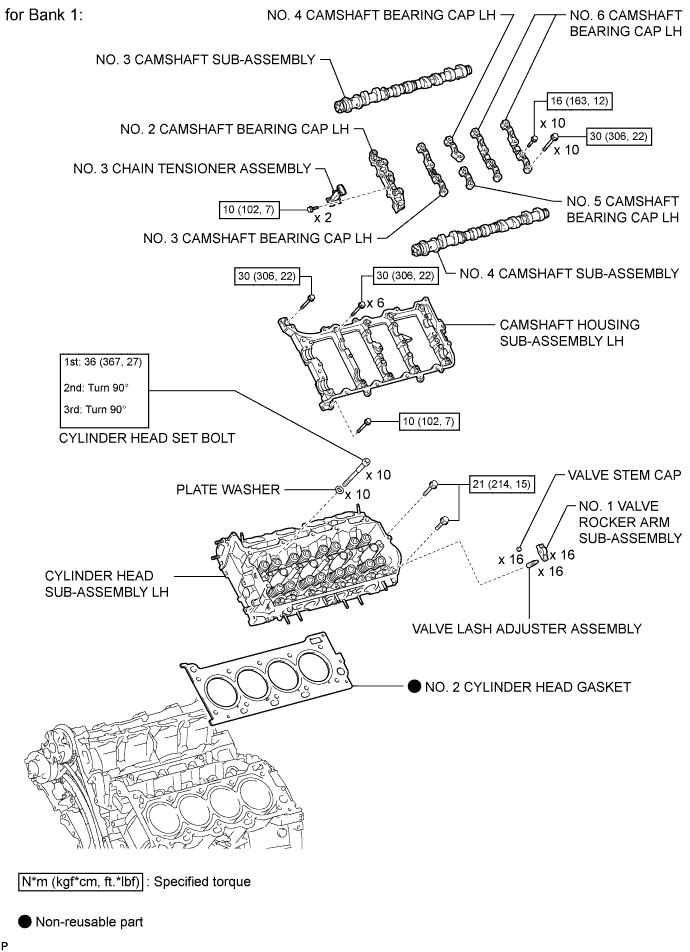 for Bank 1:
NO. 4 CAMSHAFT BEARING CAP LH
NO. 6 CAMSHAFT
BEARING CAP LH
NO. 3 CAMSHAFT SUB-ASSEMBLY
16 (163, 12)
x 10
NO. 2 CAMSHAFT BEARING CAP LH
30 (306, 22)
x 10
NO. 3 CHAIN TENSIONER ASSEMBLY
10 (102, 7)
x 2
NO. 5 CAMSHAFT
BEARING CAP LH
NO. 3 CAMSHAFT BEARING CAP LH
NO. 4 CAMSHAFT SUB-ASSEMBLY
30 (306, 22)
30 (306, 22)
x 6
CAMSHAFT HOUSING
SUB-ASSEMBLY LH
1st: 36 (367, 27)
2nd: Turn 90°
3rd: Turn 90°
CYLINDER HEAD SET BOLT
10 (102, 7)
x 10
PLATE WASHER
x 10
21 (214, 15)
VALVE STEM CAP
NO. 1 VALVE
ROCKER ARM
SUB-ASSEMBLY
x 16
x 16
x 16
CYLINDER HEAD
SUB-ASSEMBLY LH
VALVE LASH ADJUSTER ASSEMBLY
NO. 2 CYLINDER HEAD GASKET
N*m (kgf*cm, ft.*lbf) : Specified torque
Non-reusable part
P